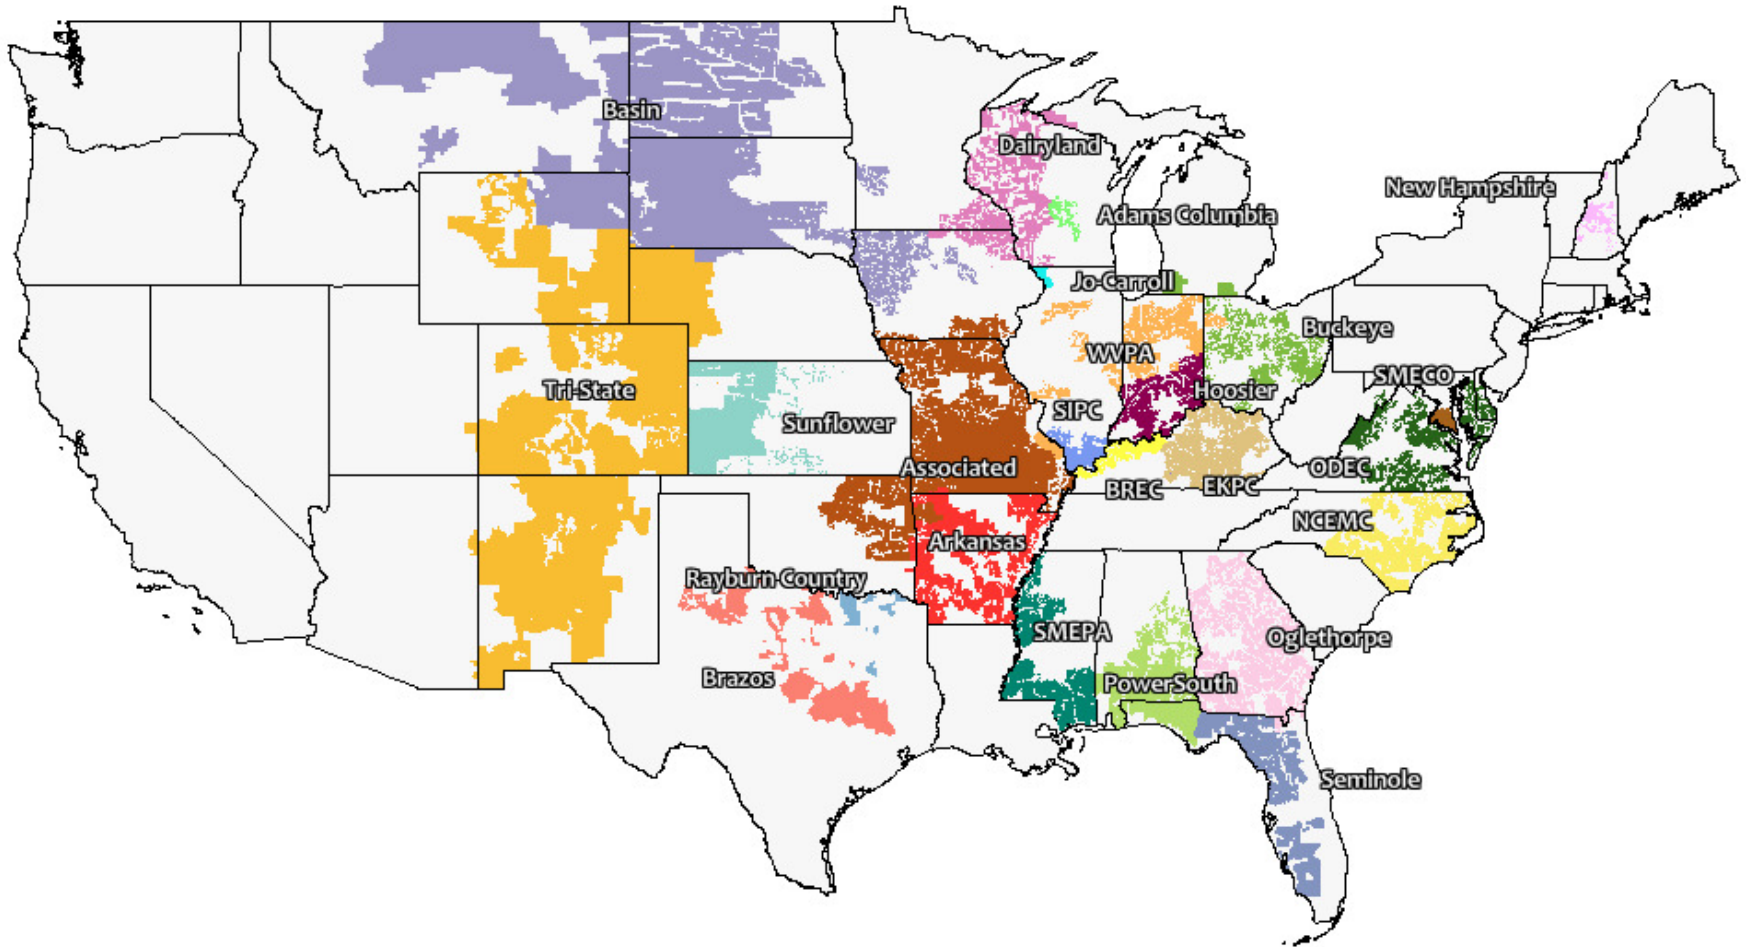 Basin
Dairyland
New Hampshire
Adams Columbia
Jo-Carroll
Buckeye
WVPA
SMECO
Tri-State
Hoosier
SIPC
Sunflower
Associated
ODEC
BREC
EKPC
NCEMC
Arkansas
Rayburn Country
SMEPA
Oglethorpe
Brazos
PowerSouth
Seminole